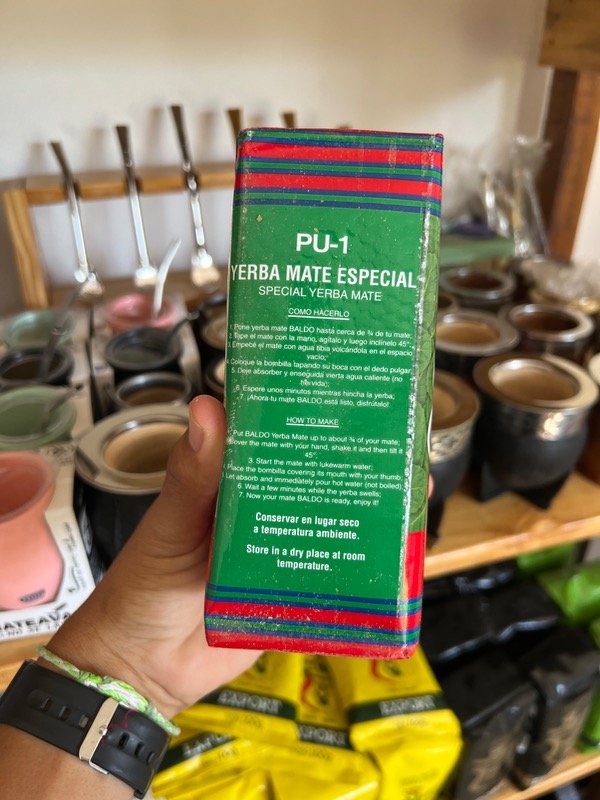 PU-1
YERBA MATE ESPECIAL
SPECIAL YERBA MATE
COMO HACERLO
1. Pone yerba mate BALDO hasta cerca de ¾ de tu mate;
2. Tape el mate con la mano, agítalo y luego inclínelo 45°
3. Empecé el mate con agua tibia volcándola en el espacio
vacío;
4. Coloque la bombilla tapando su boca con el dedo pulgar
5. Deje absorber y enseguida vierta agua caliente (no
hervida);
6. Espere unos minutos mientras hincha la yerba;
7. ¡Ahora tu mate BALDO está listo, disfrútalo!
HOW TO MAKE
Put BALDO Yerba Mate up to about ¾ of your mate;
cover the mate with your hand, shake it and then tilt it
45°.
3. Start the mate with lukewarm water;
Place the bombilla covering its mouth with your thumb;
Let absorb and immediately pour hot water (not boiled);
6. Wait a few minutes while the yerba swells;
7. Now your mate BALDO is ready, enjoy it!
Conservar en lugar seco
a temperatura ambiente.
Store in a dry place at room
temperature.
EXPORT
EXPORT